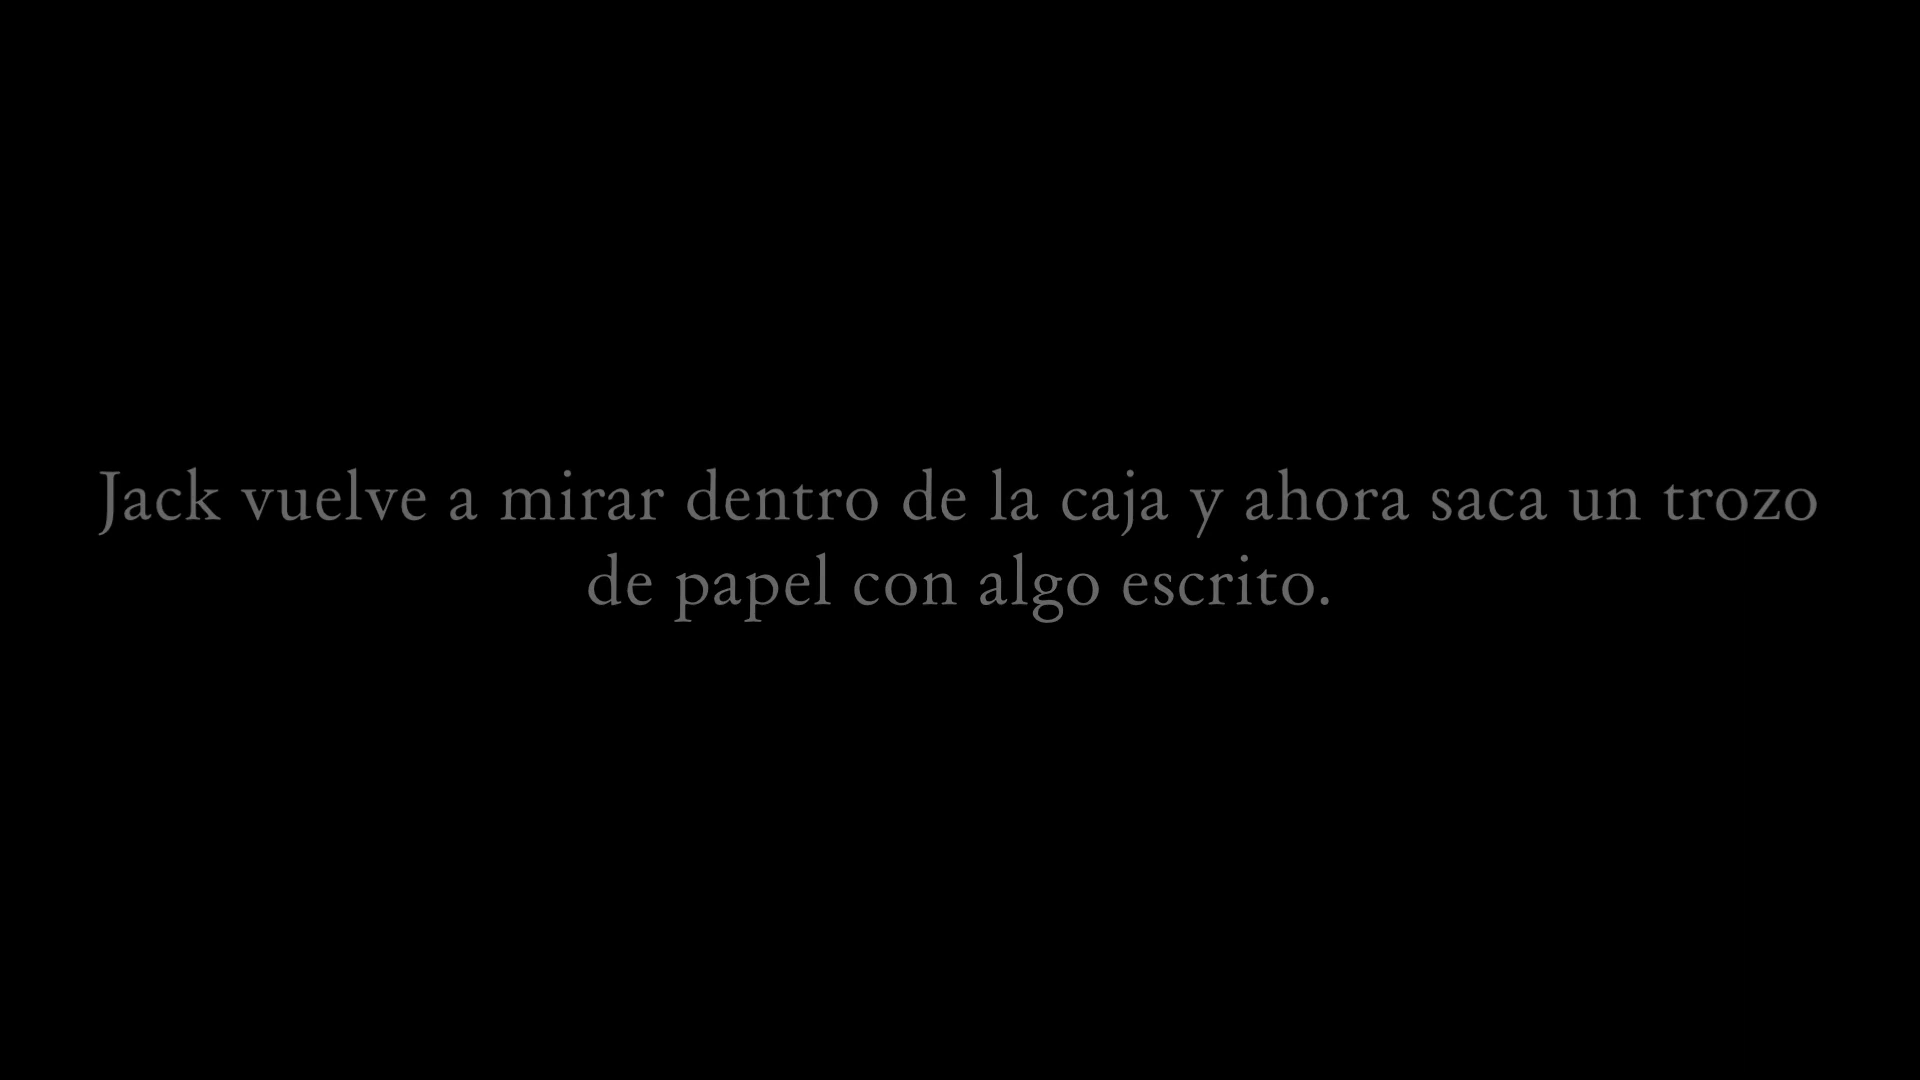 Jack vuelve a mirar dentro de la caja y ahora saca un trozo
de papel con algo escrito.